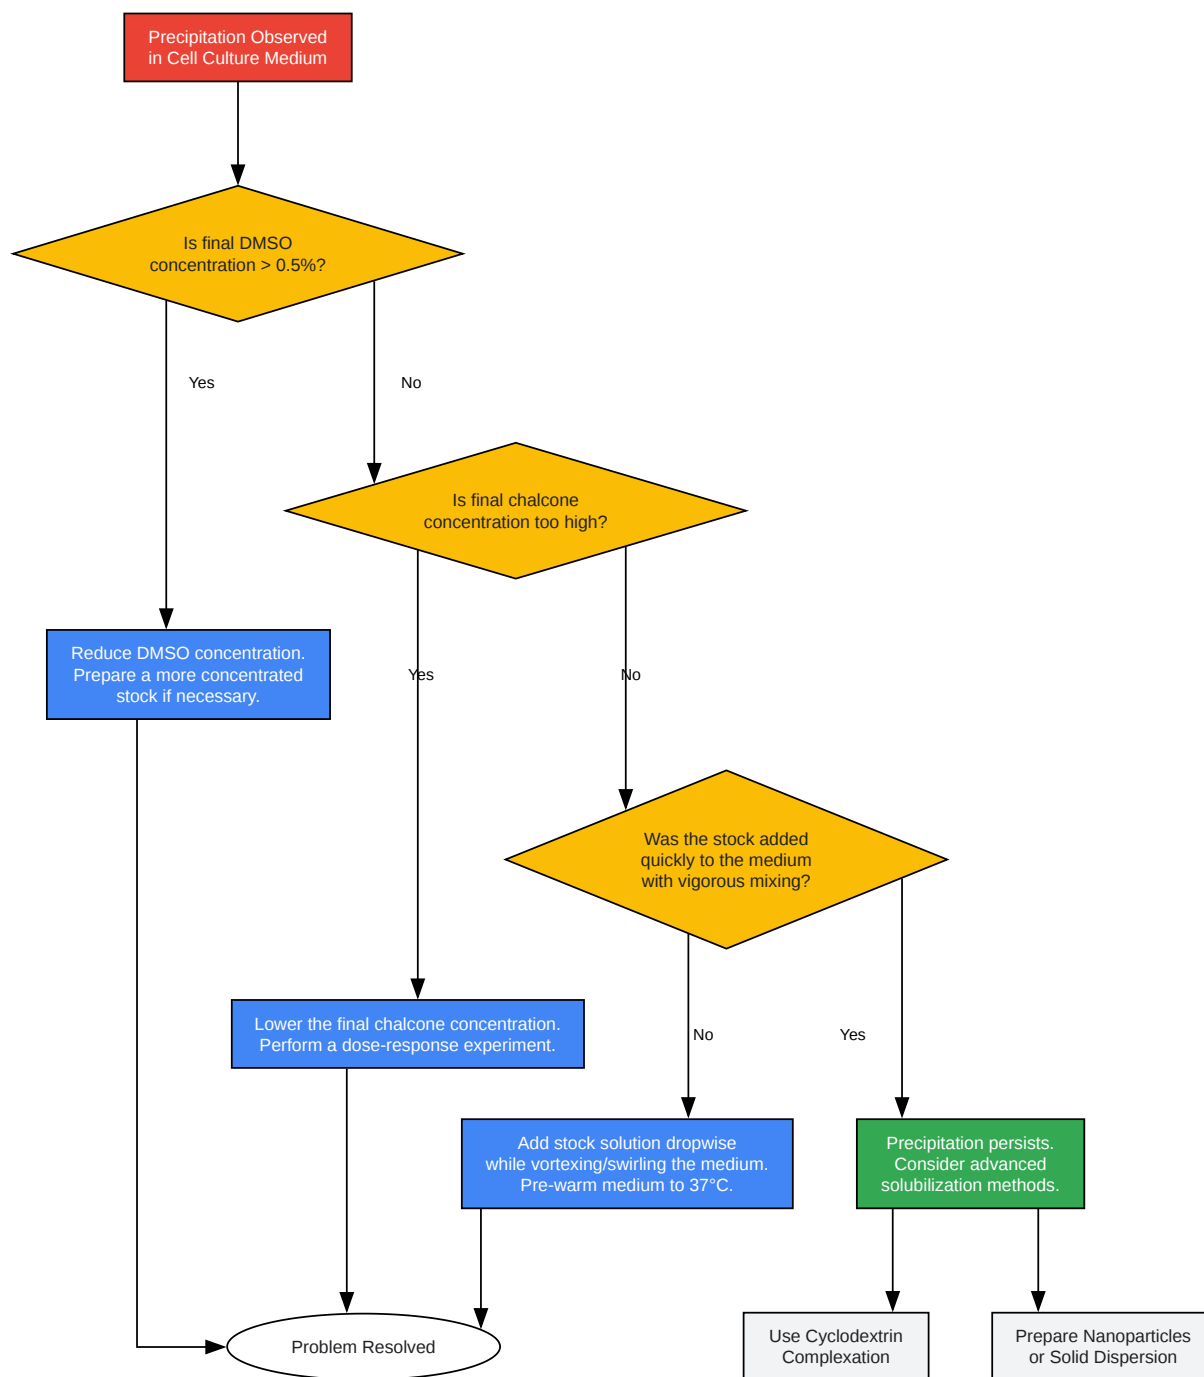 Precipitation Observed
in Cell Culture Medium
Is final DMSO
concentration > 0.5%?
Yes
No
Is final chalcone
concentration too high?
Reduce DMSO concentration.
Prepare a more concentrated
stock if necessary.
Yes
No
Was the stock added
quickly to the medium
with vigorous mixing?
Lower the final chalcone concentration.
Perform a dose-response experiment.
No
Yes
Add stock solution dropwise
while vortexing/swirling the medium.
Pre-warm medium to 37°C.
Precipitation persists.
Consider advanced
solubilization methods.
Problem Resolved
Use Cyclodextrin
Complexation
Prepare Nanoparticles
or Solid Dispersion